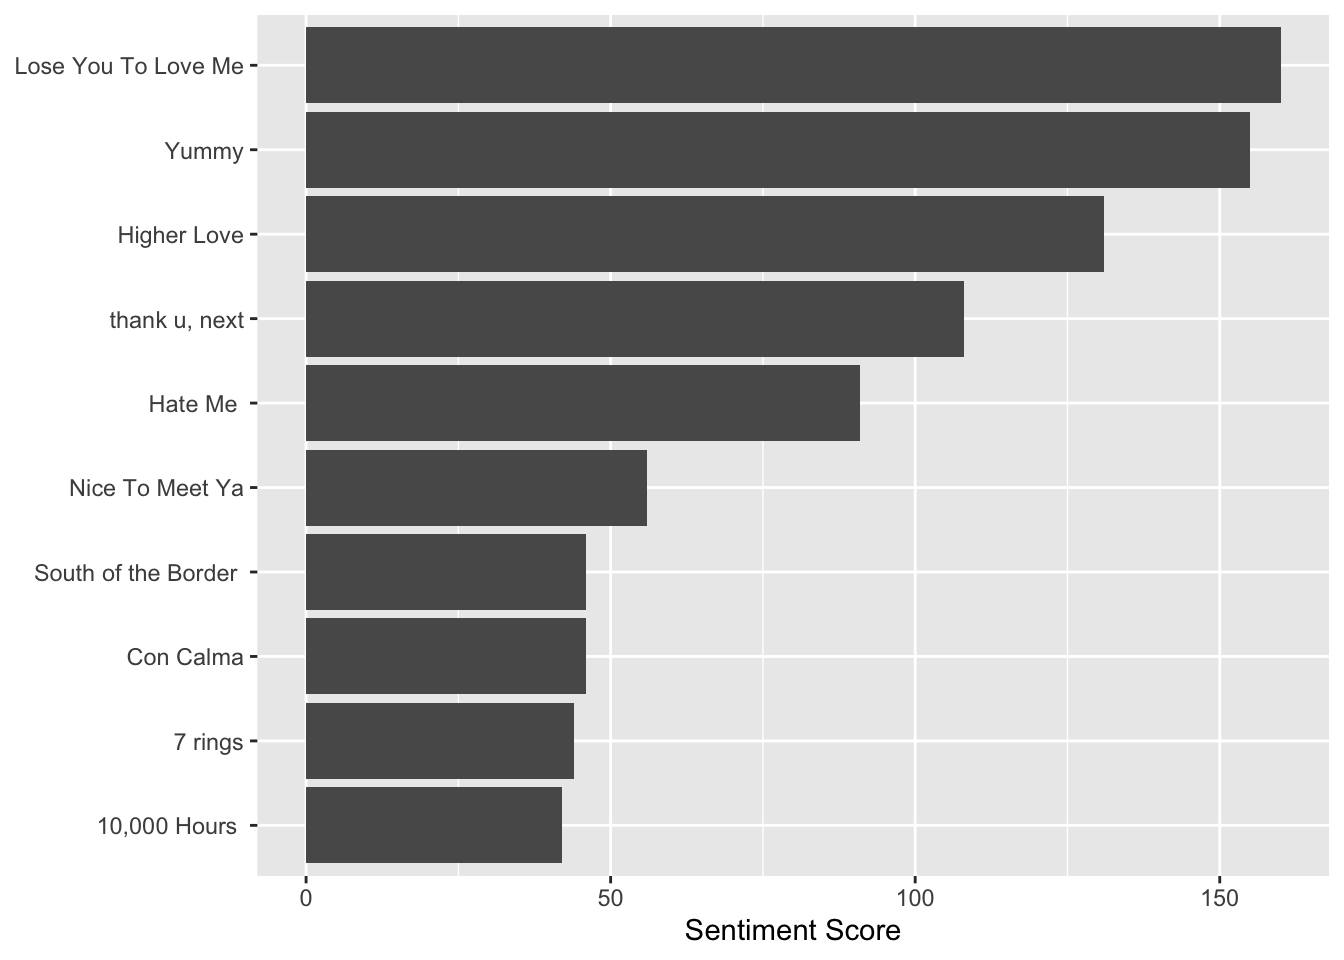 Lose You To Love Me
Yummy
Higher Love
thank u, next
Hate Me
Nice To Meet Ya
South of the Border
Con Calma
7 rings
10,000 Hours
0 50 100 150
Sentiment Score